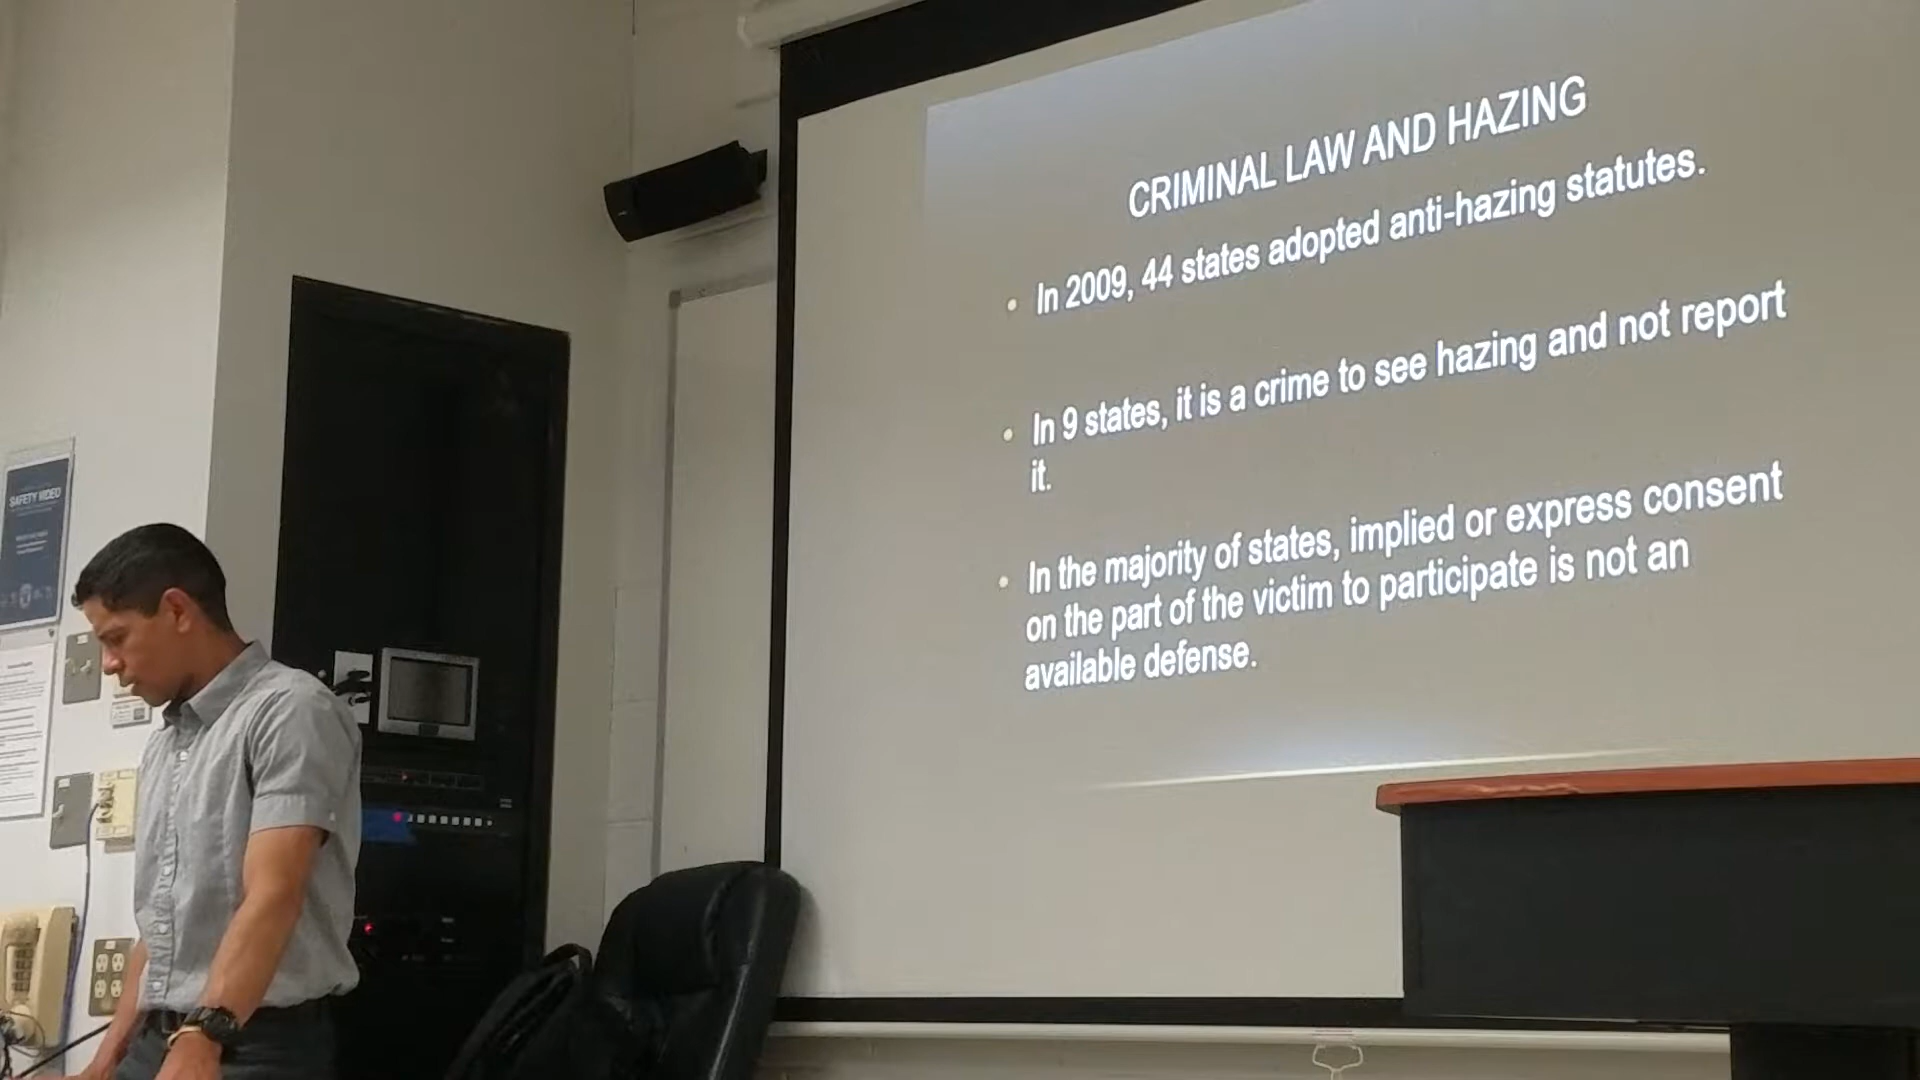 CRIMINAL LAW AND HAZING
• In 2009, 44 states adopted anti-hazing statutes.
• In 9 states, it is a crime to see hazing and not report
it.
• In the majority of states, implied or express consent
on the part of the victim to participate is not an
available defense.
SAFETY VIDEO